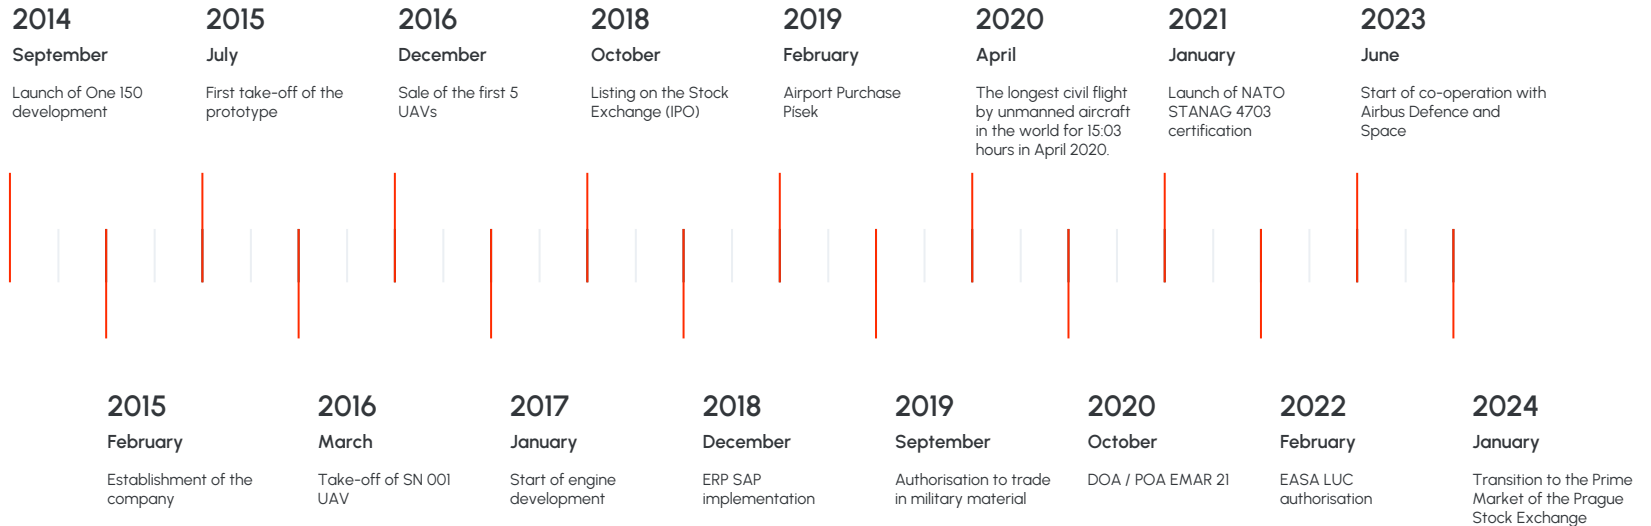 2014
September
Launch of One 150
development
2015
July
First take-off of the
prototype
2016
December
Sale of the first 5
UAVs
2018
October
Listing on the Stock
Exchange (IPO)
2019
February
Airport Purchase
Písek
2020
April
The longest civil flight
by unmanned aircraft
in the world for 15:03
hours in April 2020.
2021
January
Launch of NATO
STANAG 4703
certification
2023
June
Start of co-operation with
Airbus Defence and
Space
2015
February
Establishment of the
company
2016
March
Take-off of SN 001
UAV
2017
January
Start of engine
development
2018
December
ERP SAP
implementation
2019
September
Authorisation to trade
in military material
2020
October
DOA / POA EMAR 21
2022
February
EASA LUC
authorisation
2024
January
Transition to the Prime
Market of the Prague
Stock Exchange